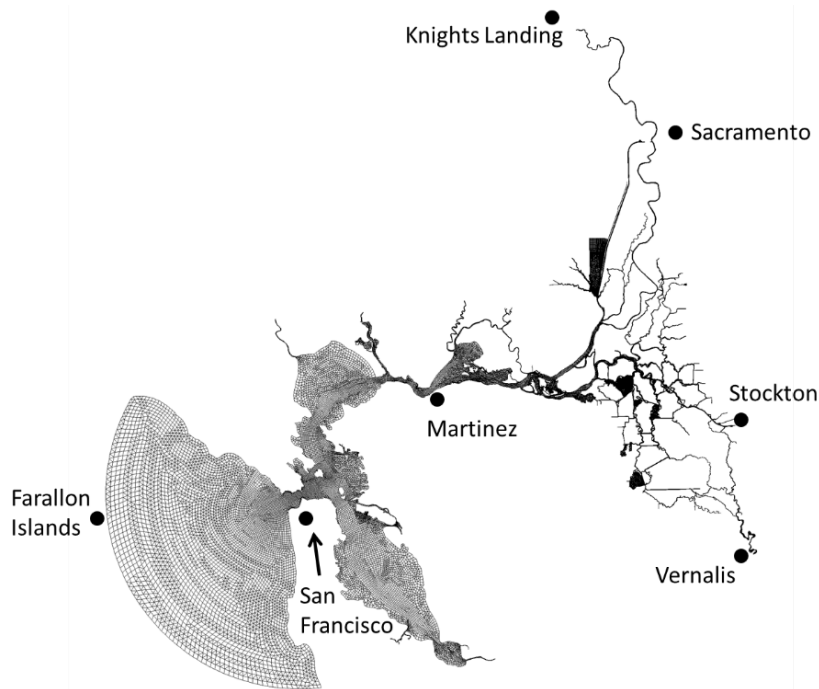 Knights Landing
Sacramento
Stockton
Martinez
Farallon
Islands
Vernalis
San
Francisco